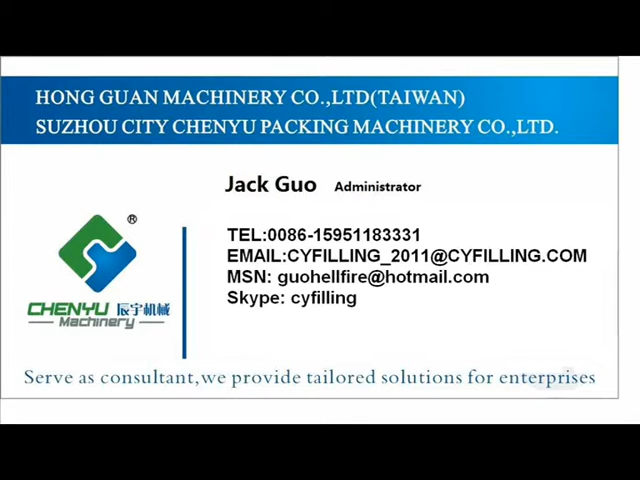 HONG GUAN MACHINERY CO.,LTD(TAIWAN)
SUZHOU CITY CHENYU PACKING MACHINERY CO.,LTD.
Jack Guo Administrator
®
TEL:0086-15951183331
EMAIL:CYFILLING_2011@CYFILLING.COM
MSN: guohellfire@hotmail.com
Skype: cyfilling
CHENYU 辰宇机械
Machinery
Serve as consultant,we provide tailored solutions for enterprises